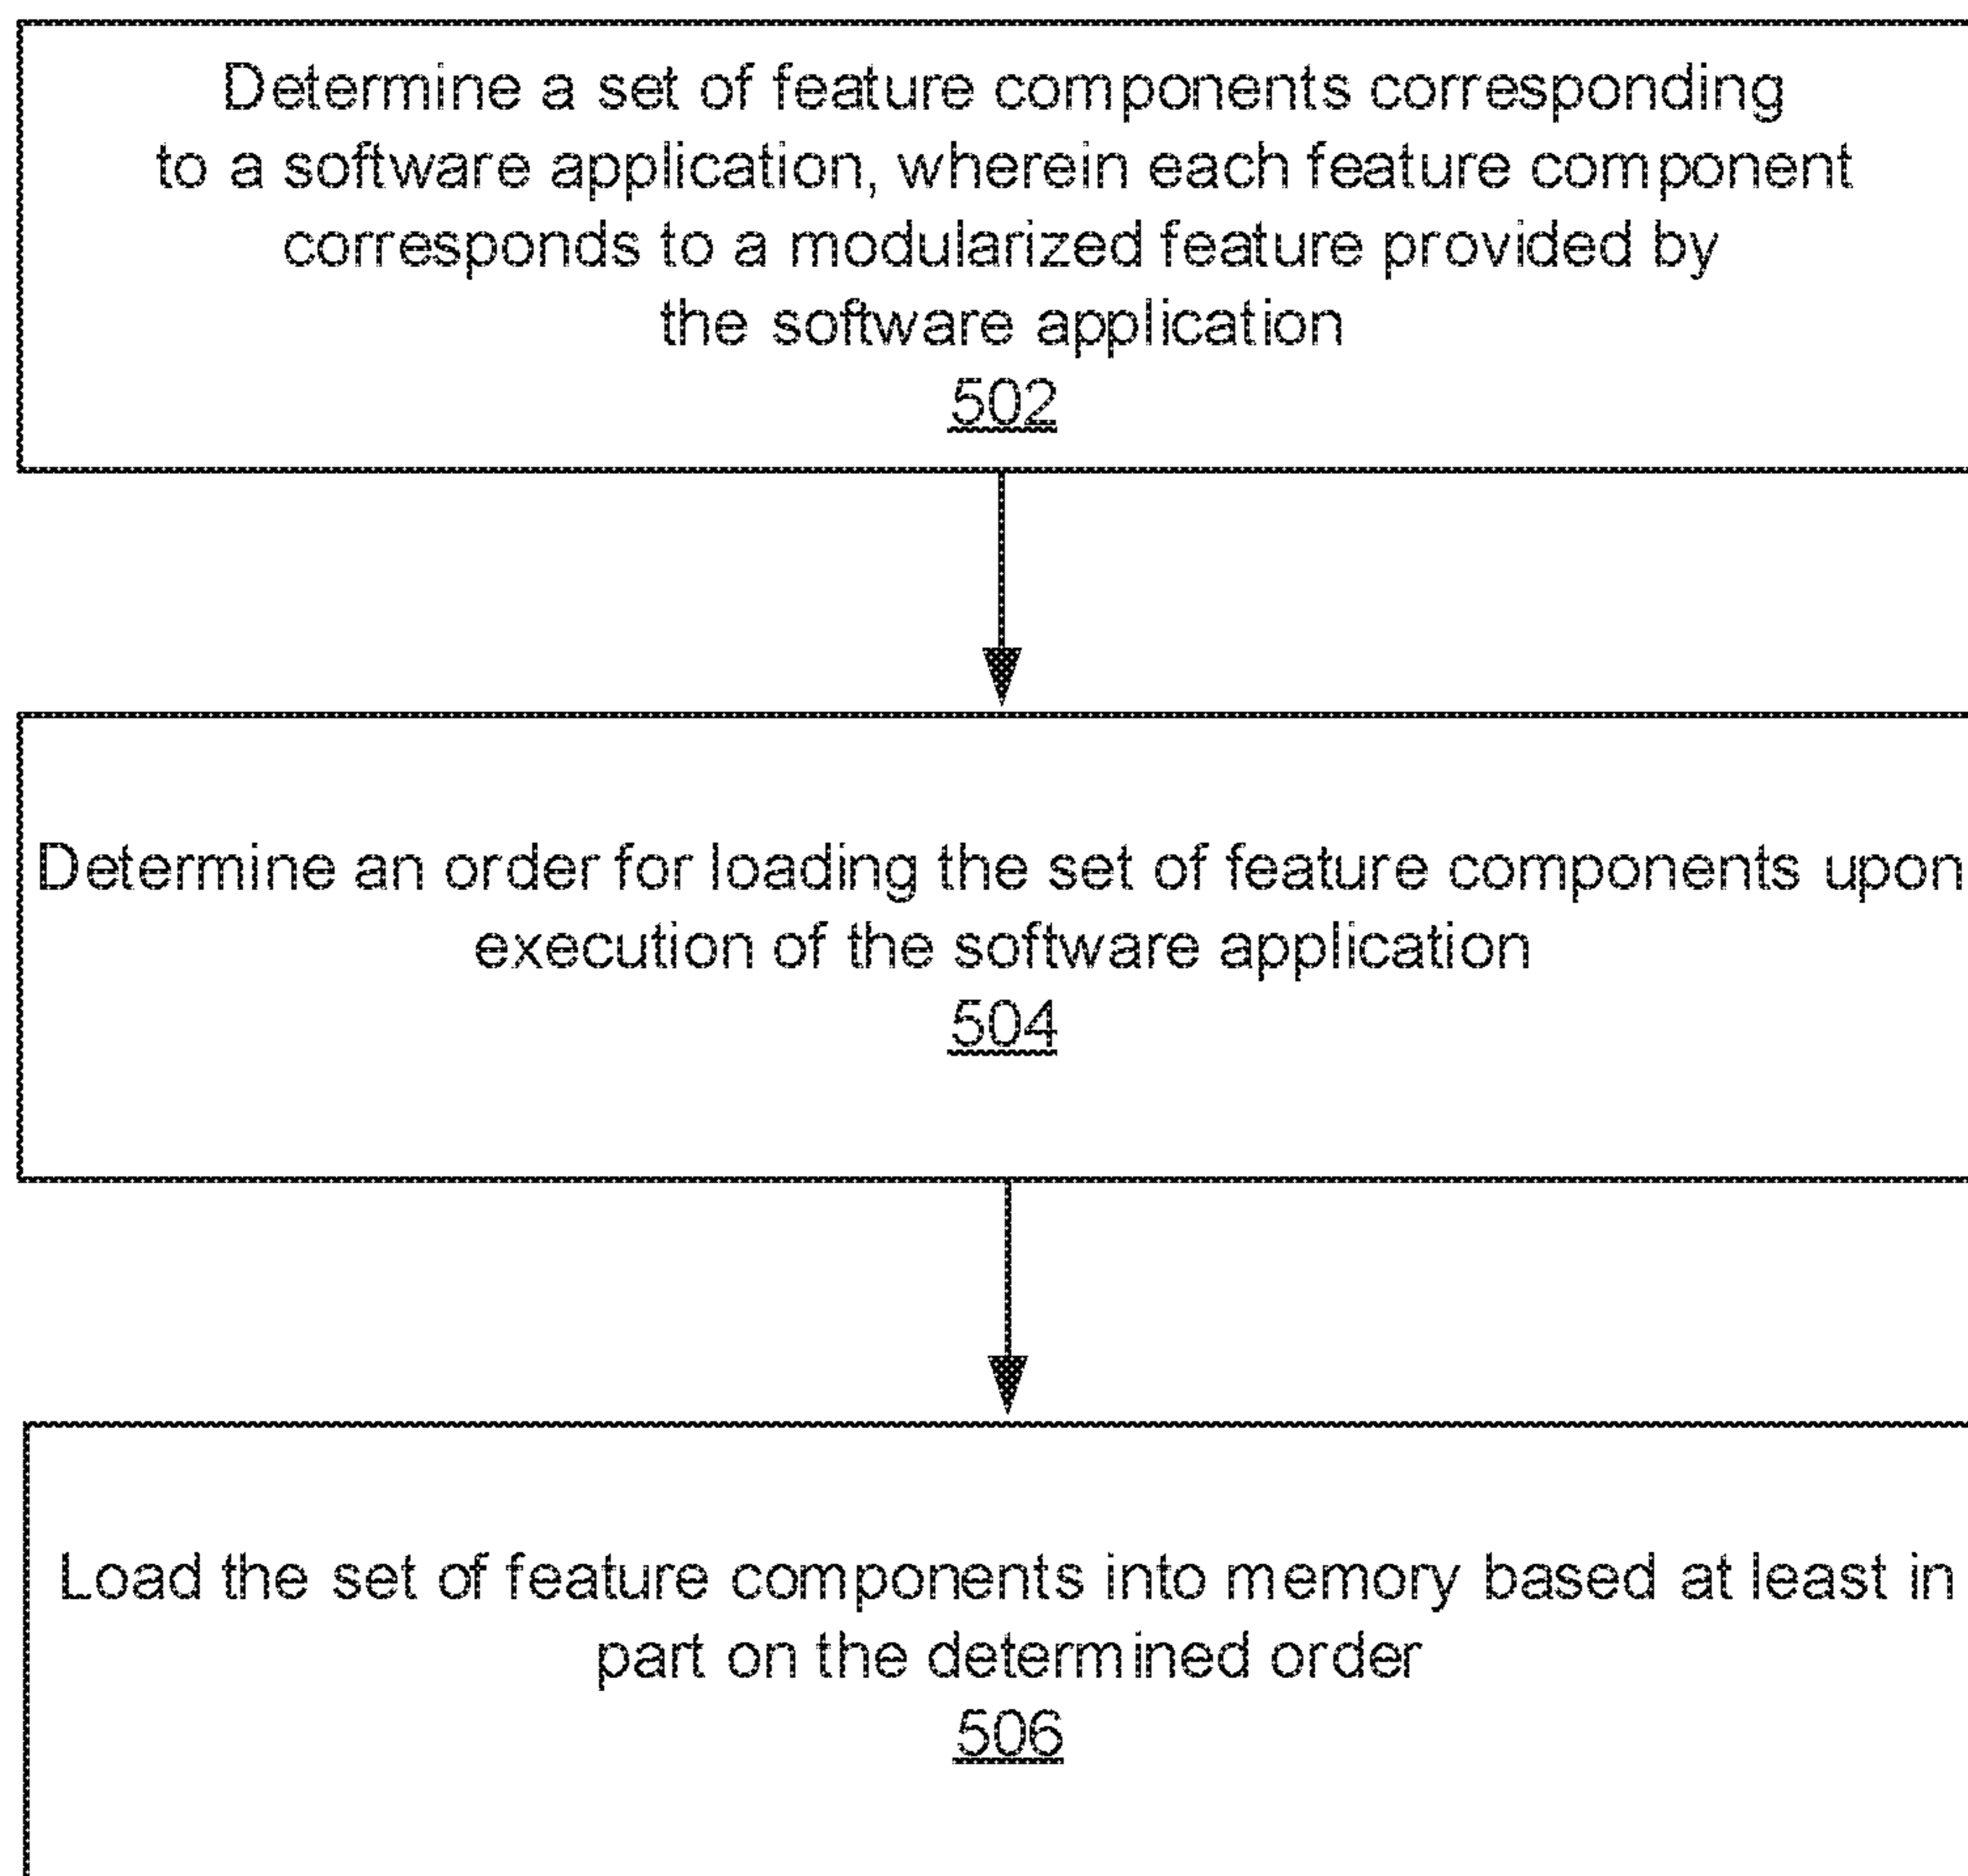 Determine a set of feature components corresponding
to a software application, wherein each feature component
corresponds to a modularized feature provided by
the software application
502
Determine an order for loading the set of feature components upon
execution of the software application
504
Load the set of feature components into memory based at least in
part on the determined order
506